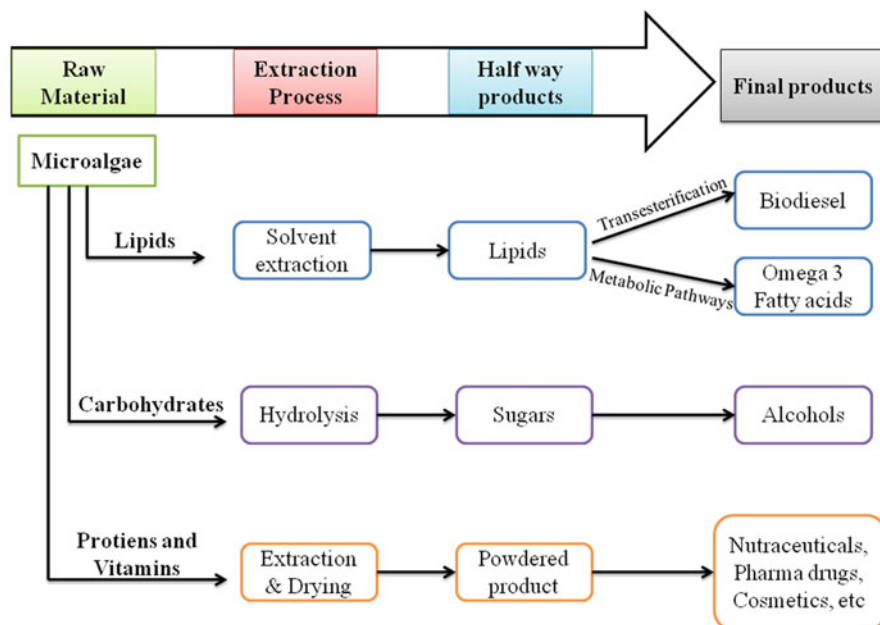 Raw
Material
Extraction
Process
Half way
products
Final products
Microalgae
Lipids
Solvent
extraction
Lipids
Transesterification
Biodiesel
Metabolic Pathways
Omega 3
Fatty acids
Carbohydrates
Hydrolysis
Sugars
Alcohols
Protiens and
Vitamins
Extraction
& Drying
Powdered
product
Nutraceuticals,
Pharma drugs,
Cosmetics, etc